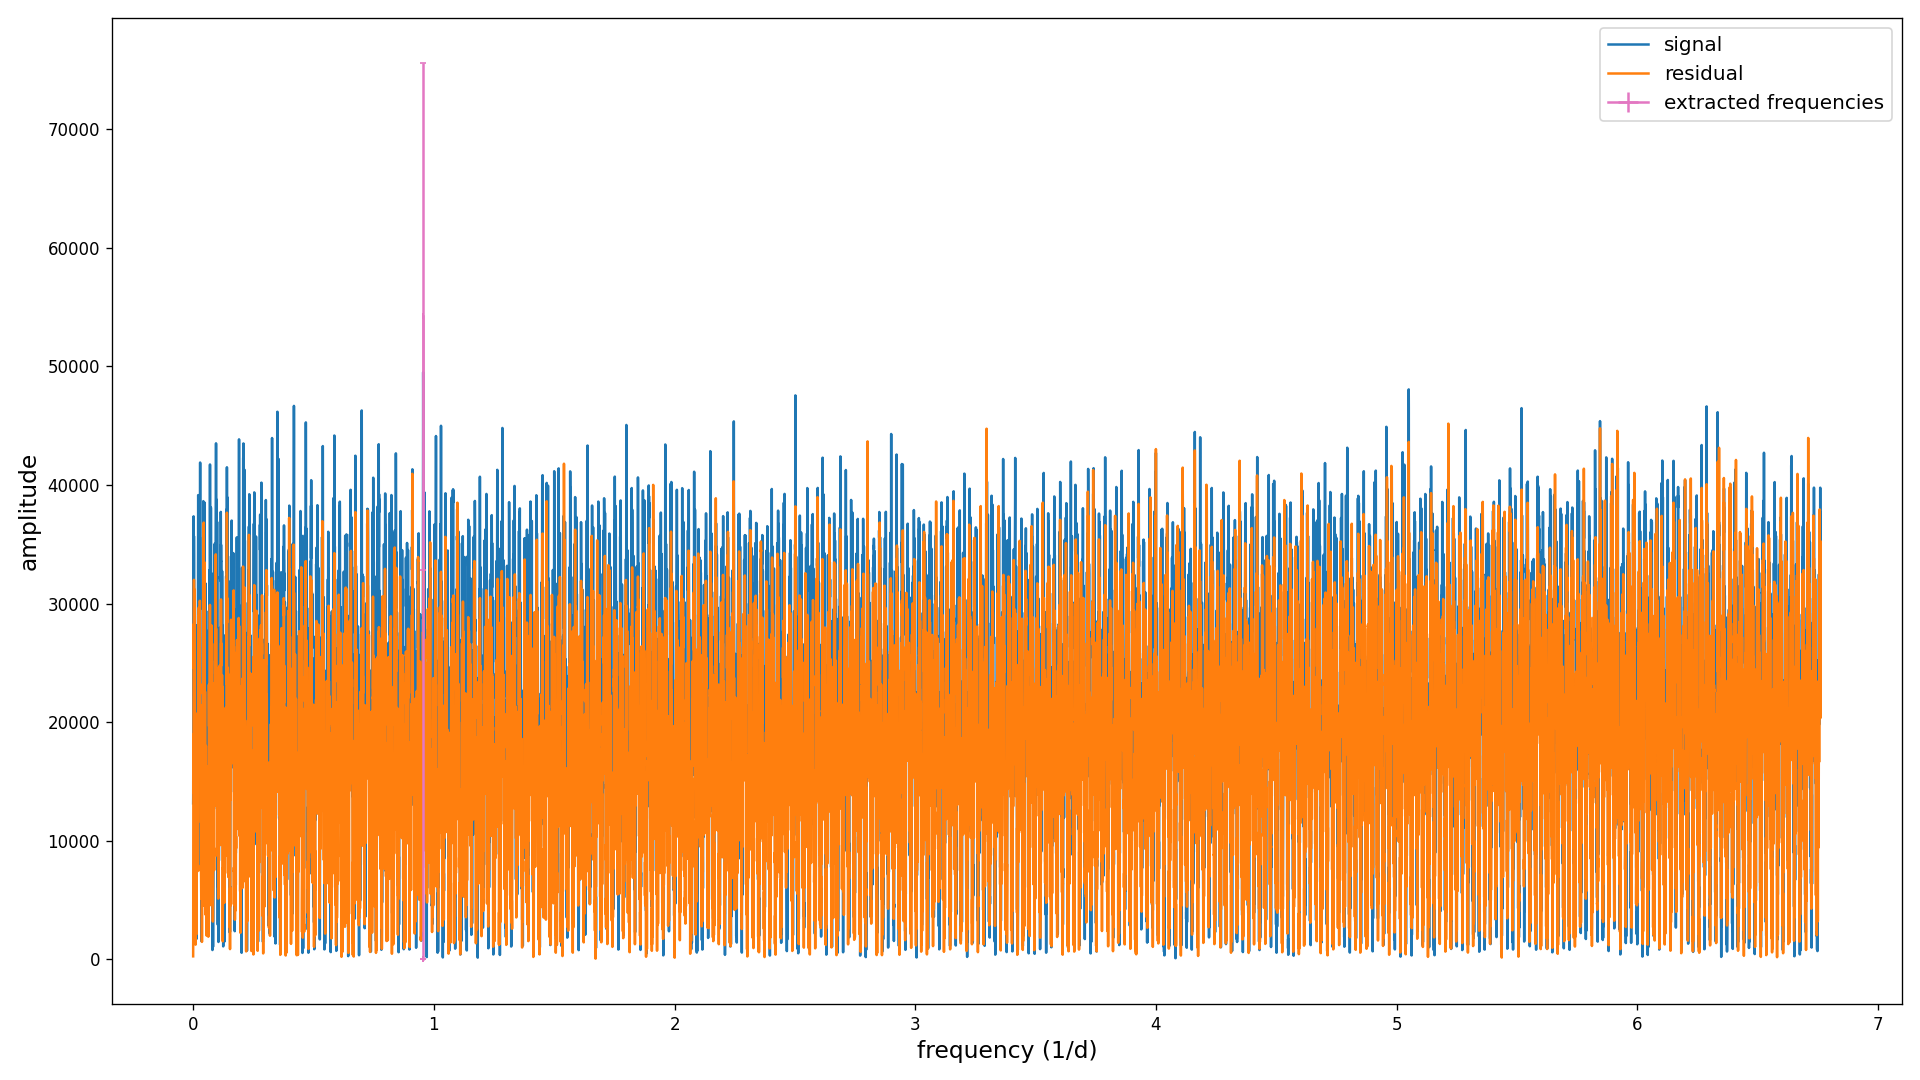 signal
residual
extracted frequencies
70000
60000
50000
40000
30000
20000
10000
0
amplitude
0 1 2 3 4 5 6 7
frequency (1/d)